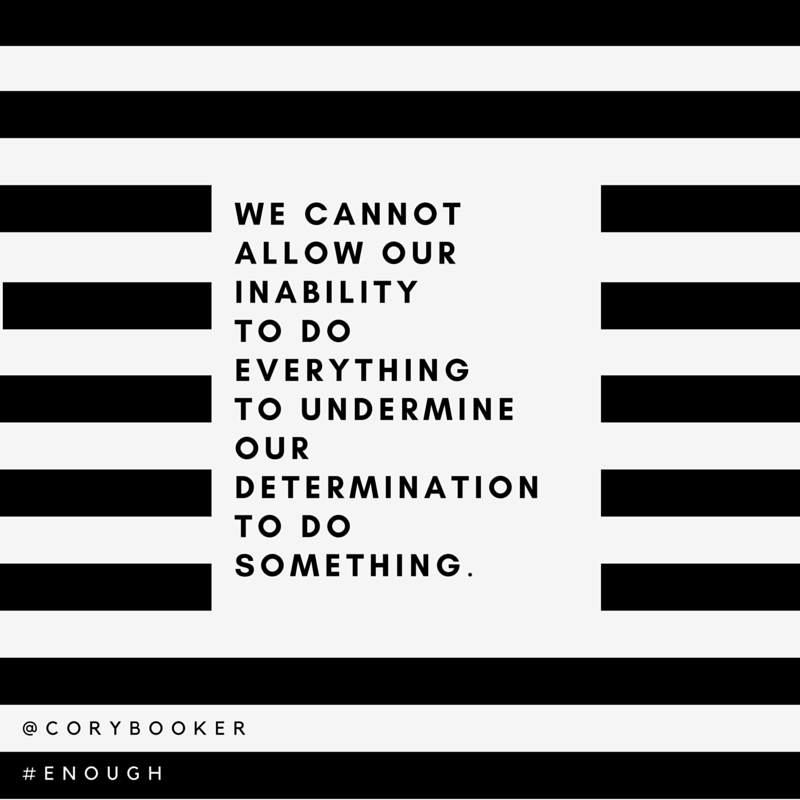 WE CANNOT
ALLOW OUR
INABILITY
TO DO
EVERYTHING
TO UNDERMINE
OUR
DETERMINATION
TO DO
SOMETHING.
@CORYBOOKER
#ENOUGH